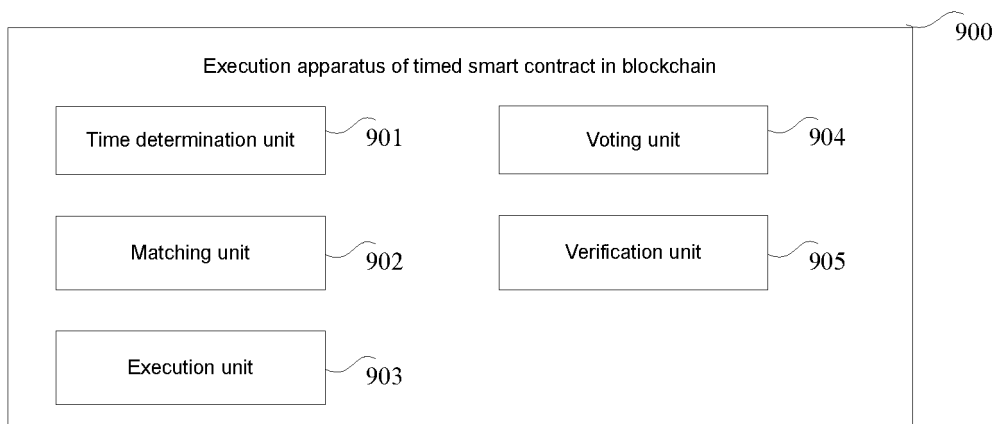 900
Execution apparatus of timed smart contract in blockchain
Time determination unit
901
Matching unit
902
Execution unit
903
Voting unit
904
Verification unit
905